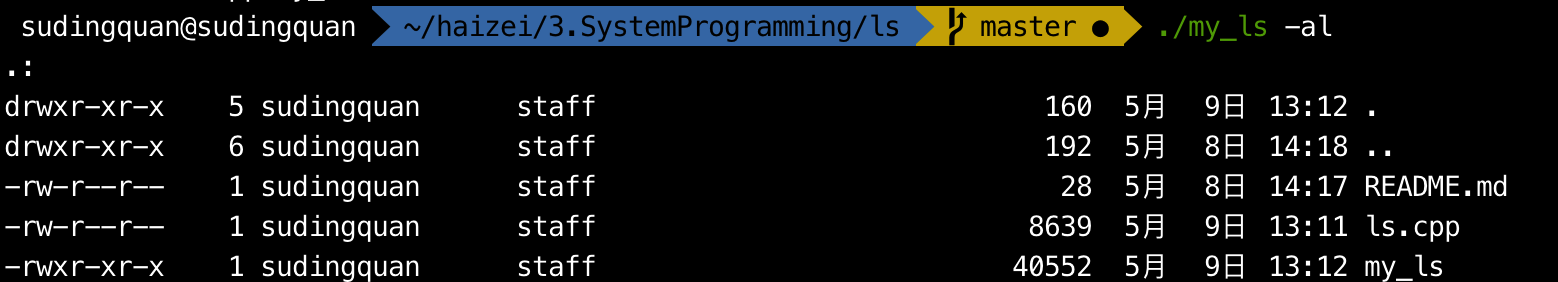 sudingquan@sudingquan ~/haizei/3.SystemProgramming/ls master ● ./my_ls -al
.:
drwxr-xr-x 5 sudingquan staff 160 5月 9日 13:12 .
drwxr-xr-x 6 sudingquan staff 192 5月 8日 14:18 ..
-rw-r--r-- 1 sudingquan staff 28 5月 8日 14:17 README.md
-rw-r--r-- 1 sudingquan staff 8639 5月 9日 13:11 ls.cpp
-rwxr-xr-x 1 sudingquan staff 40552 5月 9日 13:12 my_ls